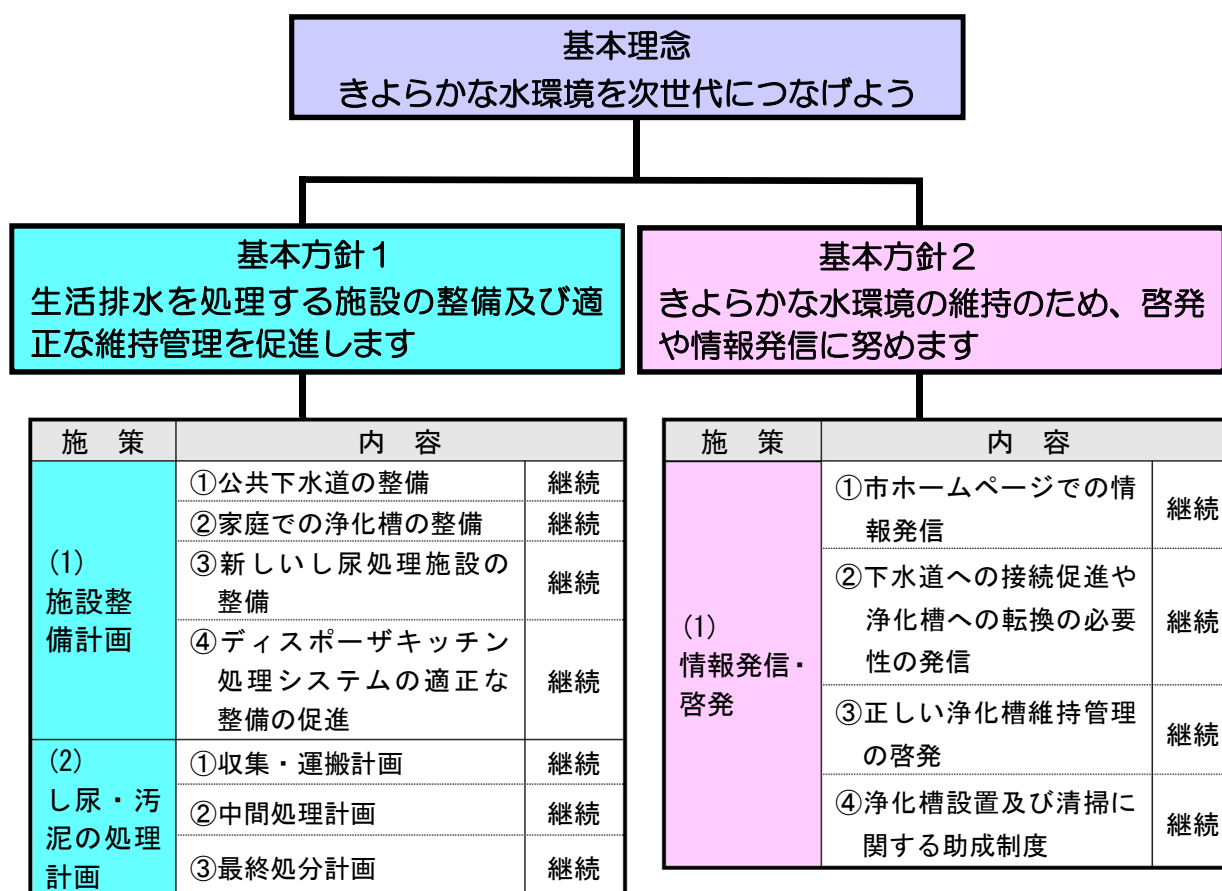 基本理念
きよらかな水環境を次世代につなげよう
基本方針１
生活排水を処理する施設の整備及び適
正な維持管理を促進します
施　策
内　容
(1)
施設整
備計画
①公共下水道の整備
継続
②家庭での浄化槽の整備
継続
③新しいし尿処理施設の
整備
継続
④ディスポーザキッチン
処理システムの適正な
整備の促進
継続
(2)
し尿・汚
泥の処理
計画
①収集・運搬計画
継続
②中間処理計画
継続
③最終処分計画
継続
基本方針２
きよらかな水環境の維持のため、啓発
や情報発信に努めます
施　策
内　容
(1)
情報発信・
啓発
①市ホームページでの情
報発信
継続
②下水道への接続促進や
浄化槽への転換の必要
性の発信
継続
③正しい浄化槽維持管理
の啓発
継続
④浄化槽設置及び清掃に
関する助成制度
継続